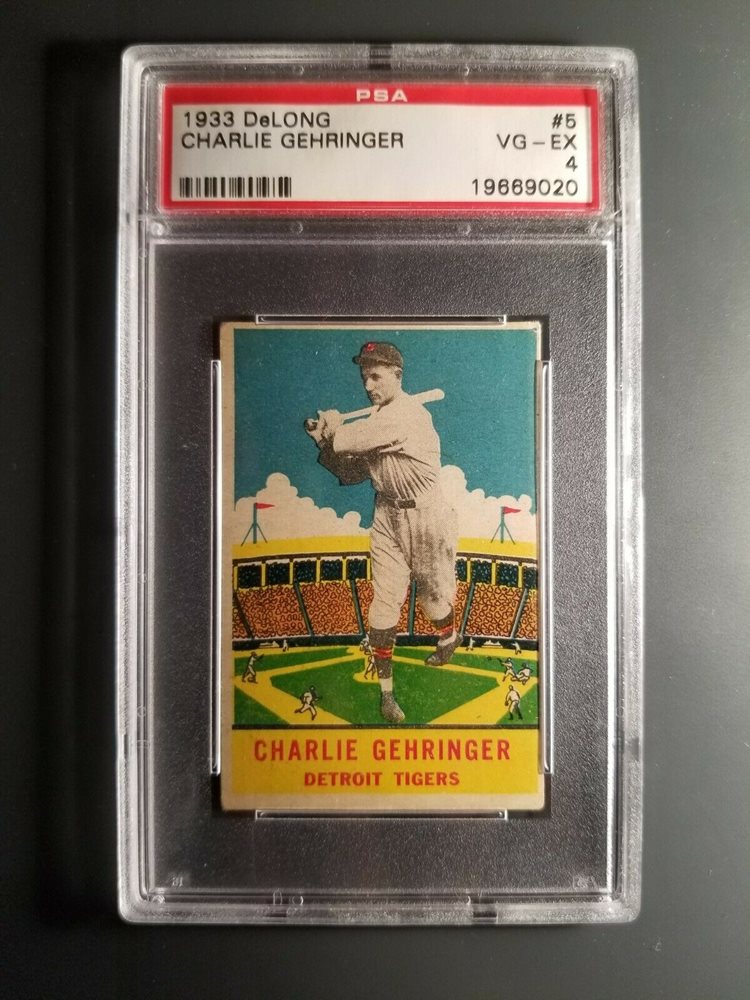 PSA
1933 DeLONG #5
CHARLIE GEHRINGER VG - EX
4
19669020
CHARLIE GEHRINGER
DETROIT TIGERS